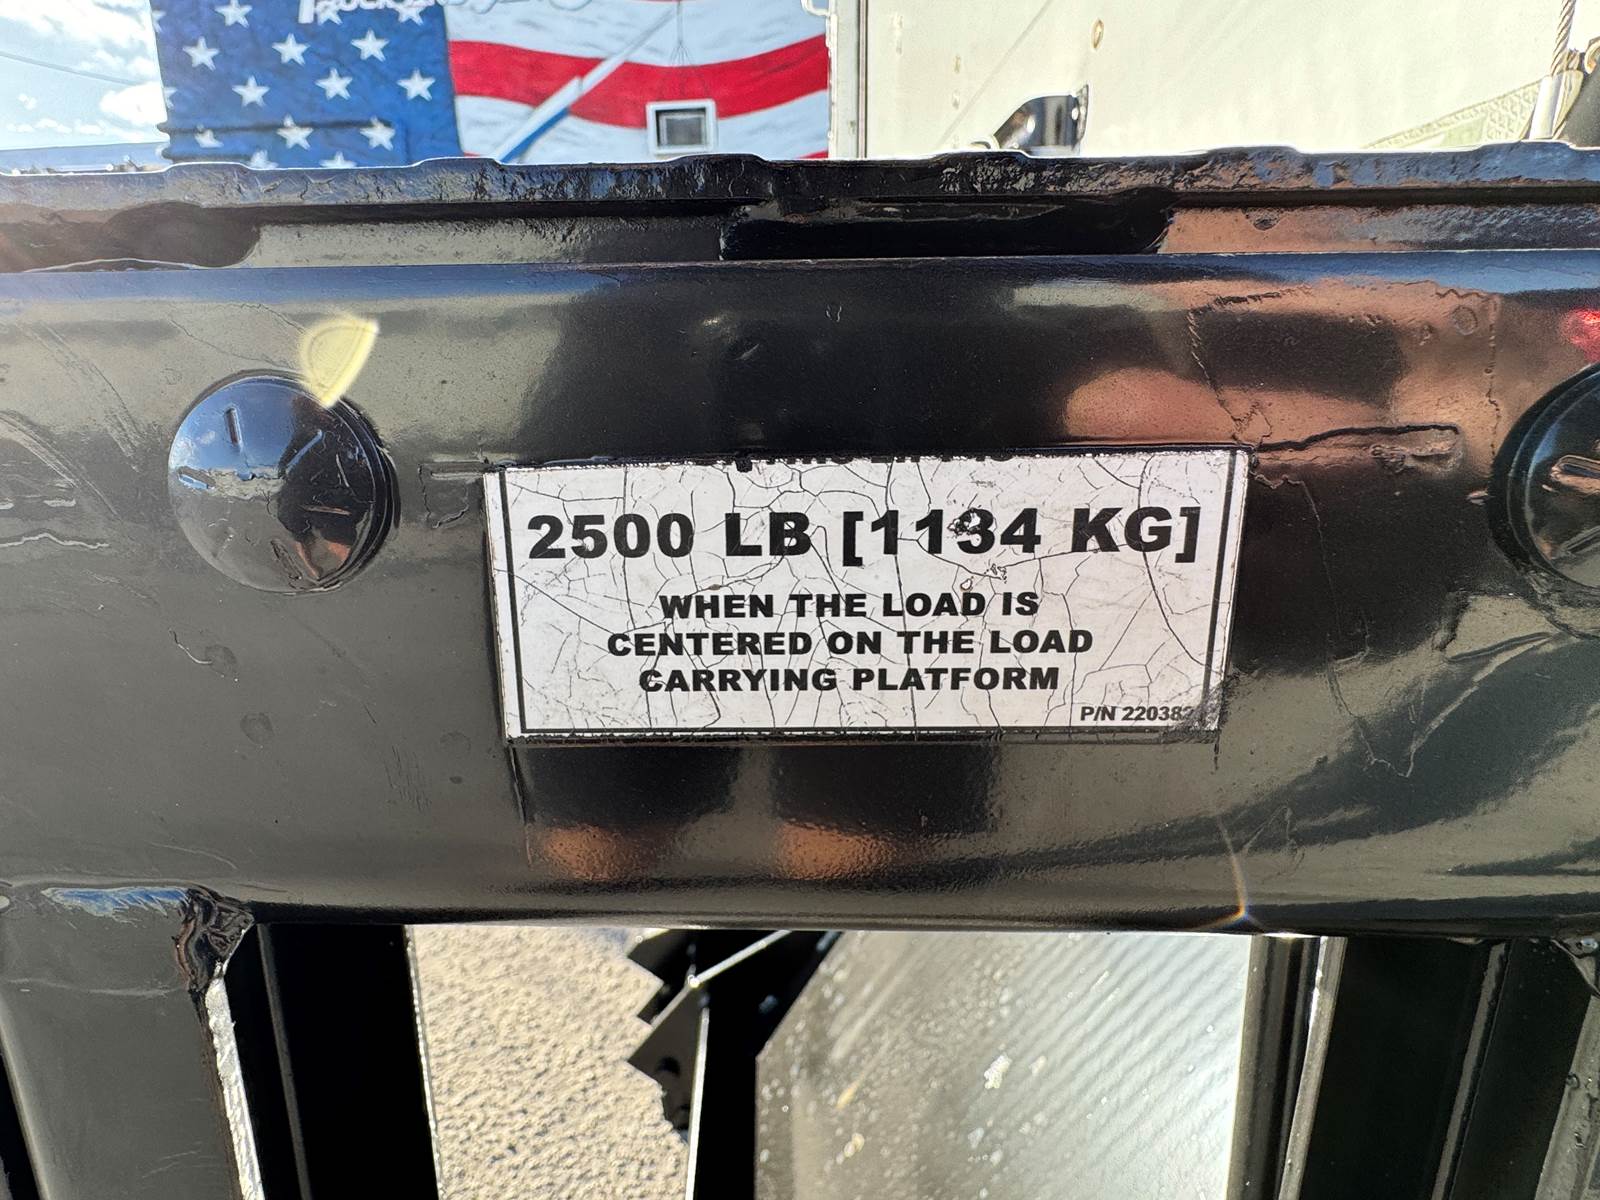 2500 LB [1134 KG]
WHEN THE LOAD IS
CENTERED ON THE LOAD
CARRYING PLATFORM
P/N